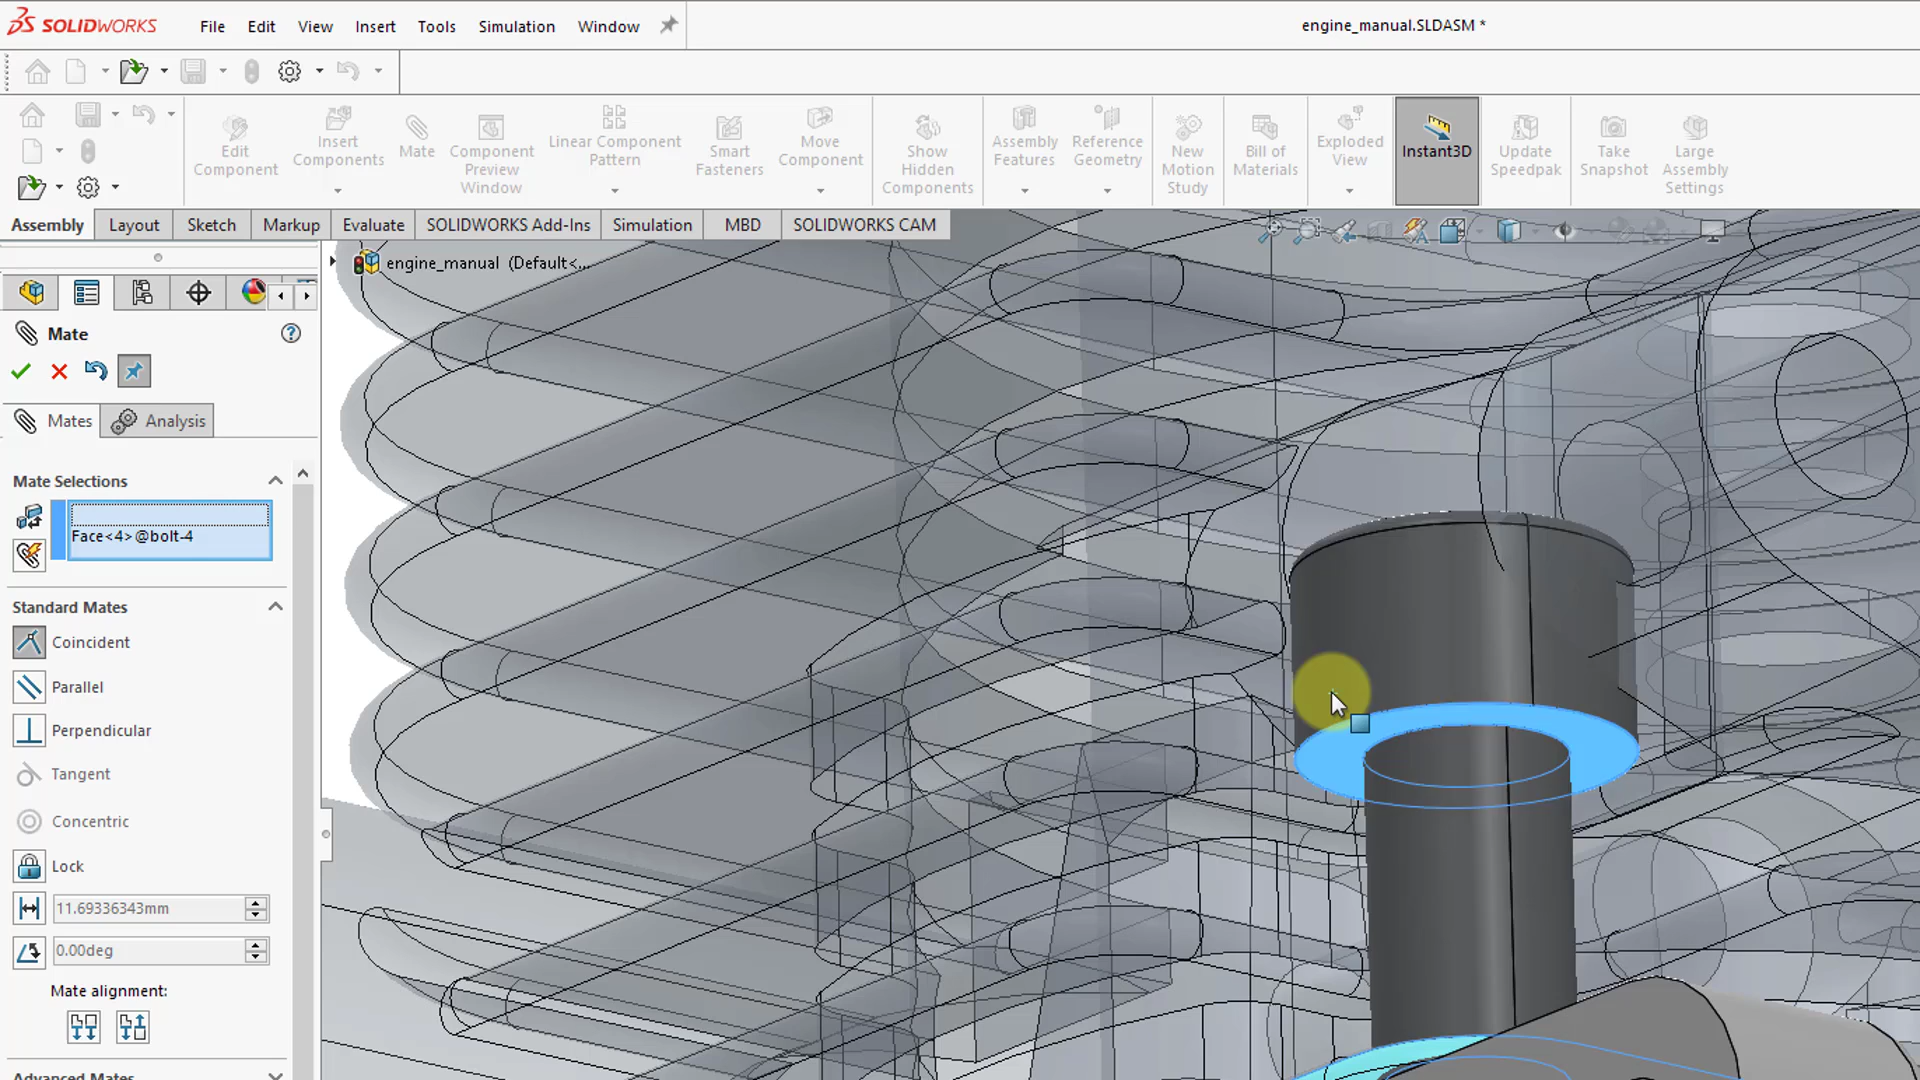 SOLIDWORKS File Edit View Insert Tools Simulation Window engine_manual.SLDASM *
Edit Component
Insert Components
Mate
Component Preview Window
Linear Component Pattern
Smart Fasteners
Move Component
Show Hidden Components
Assembly Features
Reference Geometry
New Motion Study
Bill of Materials
Exploded View
Instant3D
Update Speedpak
Take Snapshot
Large Assembly Settings
Assembly Layout Sketch Markup Evaluate SOLIDWORKS Add-Ins Simulation MBD SOLIDWORKS CAM
engine_manual (Default<...
Mate
Mates Analysis
Mate Selections
Face<4>@bolt-4
Standard Mates
Coincident
Parallel
Perpendicular
Tangent
Concentric
Lock
11.69336343mm
0.00deg
Mate alignment:
Advanced Mates